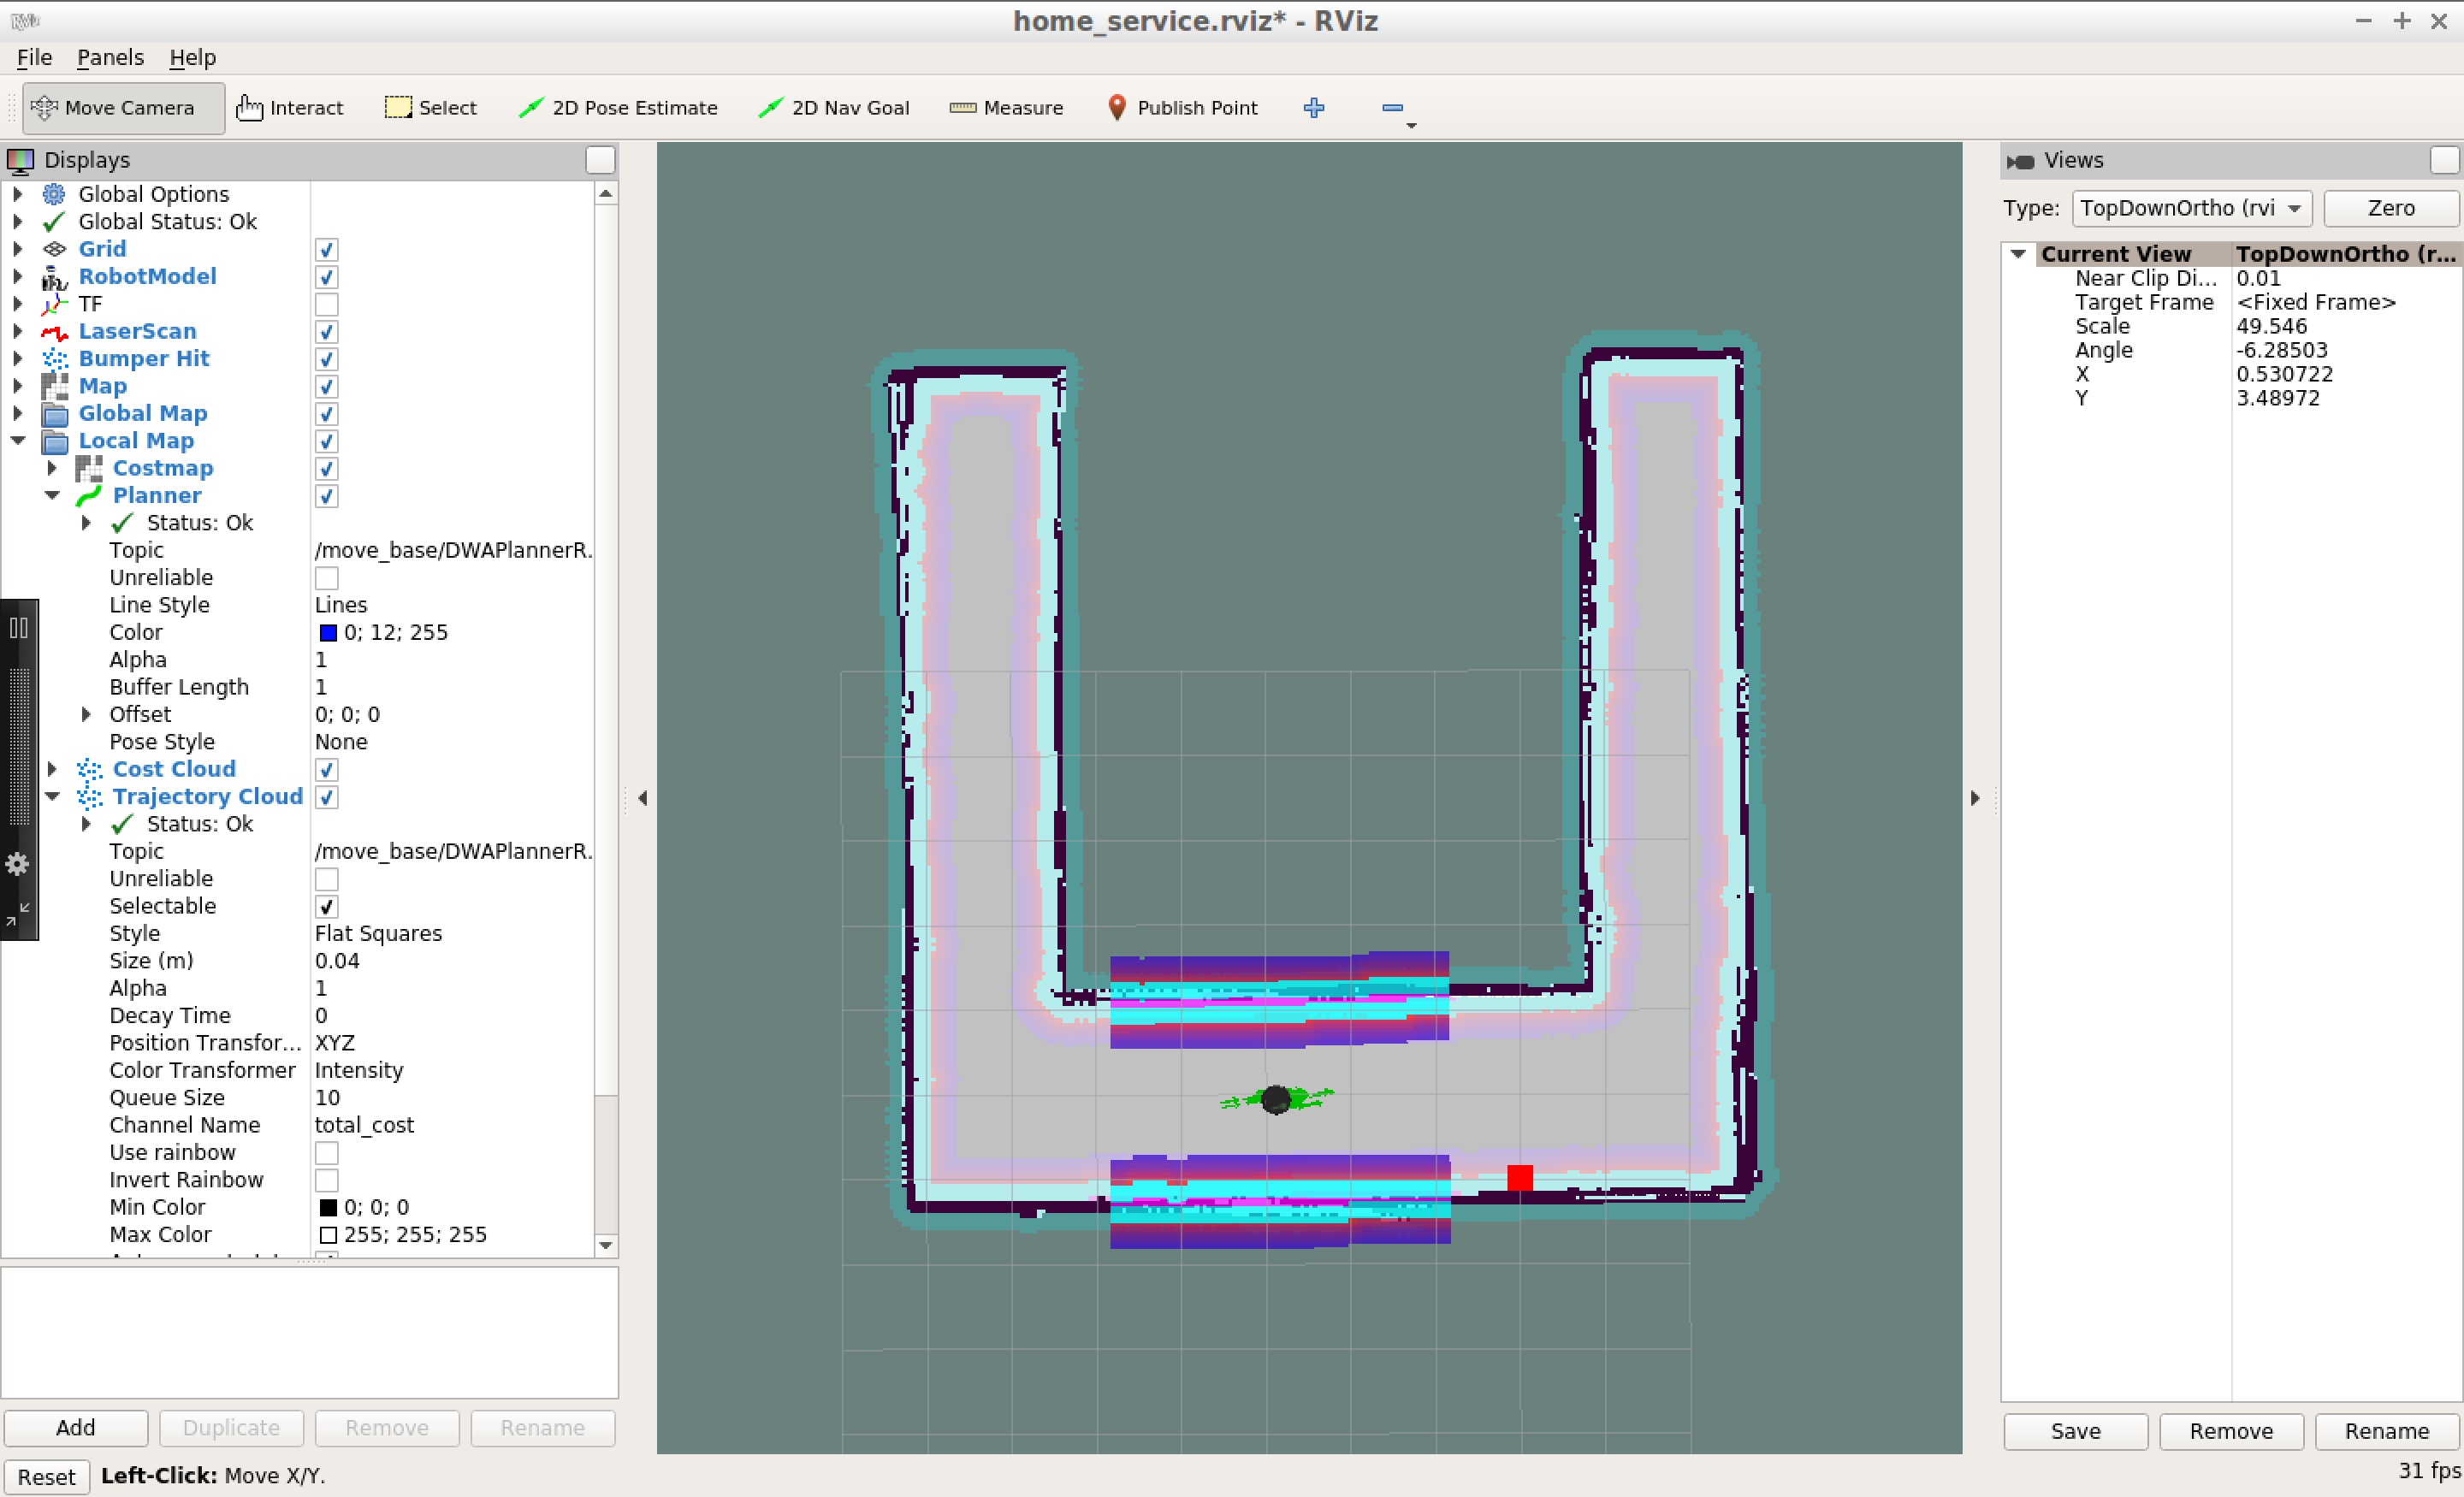 home_service.rviz* - RViz
File Panels Help
Move Camera Interact Select 2D Pose Estimate 2D Nav Goal Measure Publish Point
Displays
Global Options
Global Status: Ok
Grid
RobotModel
TF
LaserScan
Bumper Hit
Map
Global Map
Local Map
Costmap
Planner
Status: Ok
Topic /move_base/DWAPlannerR.
Unreliable
Line Style Lines
Color 0; 12; 255
Alpha 1
Buffer Length 1
Offset 0; 0; 0
Pose Style None
Cost Cloud
Trajectory Cloud
Status: Ok
Topic /move_base/DWAPlannerR.
Unreliable
Selectable
Style Flat Squares
Size (m) 0.04
Alpha 1
Decay Time 0
Position Transfor... XYZ
Color Transformer Intensity
Queue Size 10
Channel Name total_cost
Use rainbow
Invert Rainbow
Min Color 0; 0; 0
Max Color 255; 255; 255
Add Duplicate Remove Rename
Reset Left-Click: Move X/Y.
Views
Type: TopDownOrtho (rvi Zero
Current View TopDownOrtho (r...
Near Clip Di... 0.01
Target Frame <Fixed Frame>
Scale 49.546
Angle -6.28503
X 0.530722
Y 3.48972
Save Remove Rename
31 fps